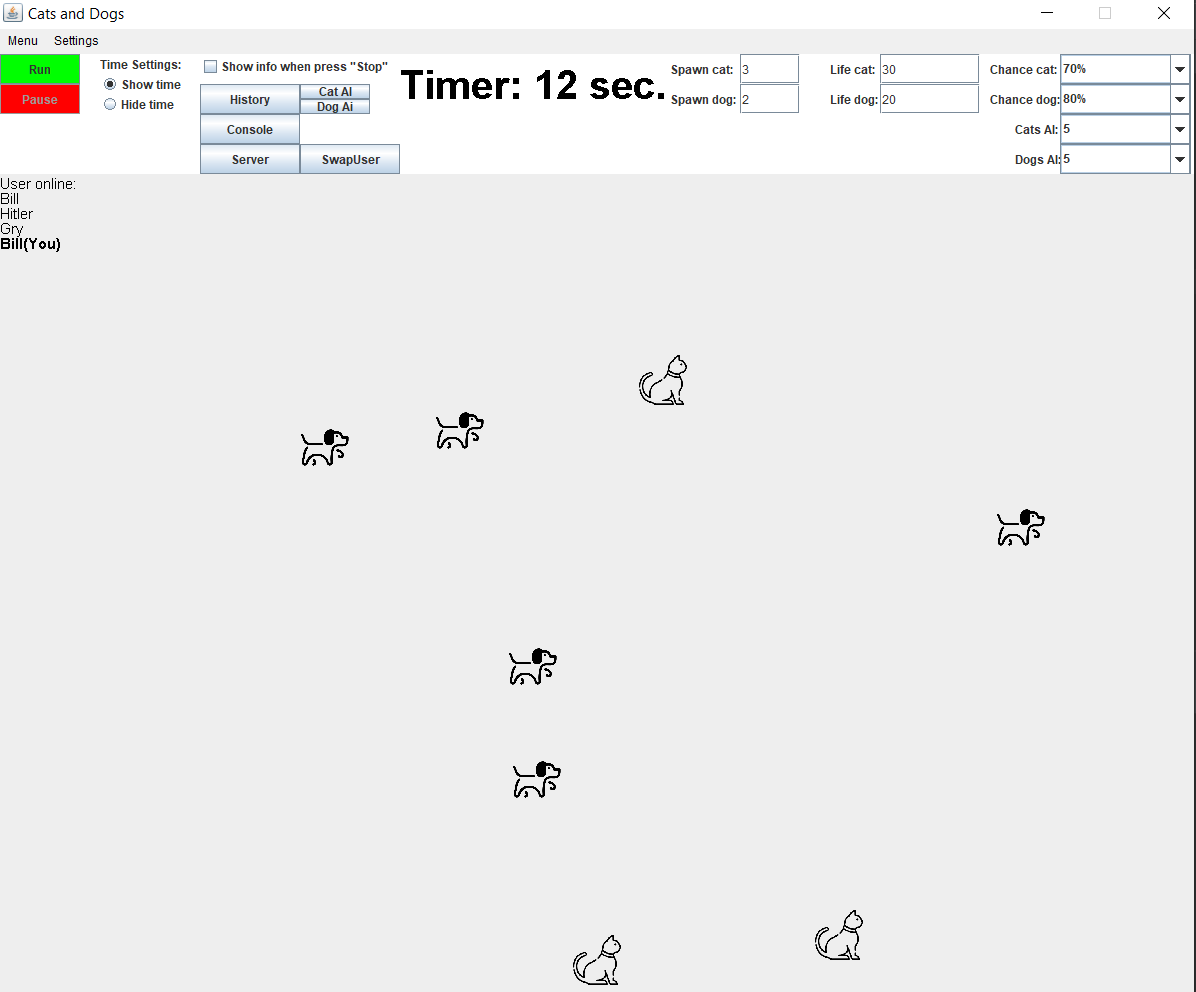 Cats and Dogs
Menu Settings
Run
Pause
Time Settings:
Show time
Hide time
Show info when press "Stop"
History
Cat AI
Dog Ai
Console
Server
SwapUser
Timer: 12 sec.
Spawn cat: 3
Spawn dog: 2
Life cat: 30
Life dog: 20
Chance cat: 70%
Chance dog: 80%
Cats AI: 5
Dogs AI: 5
User online:
Bill
Hitler
Gry
Bill(You)